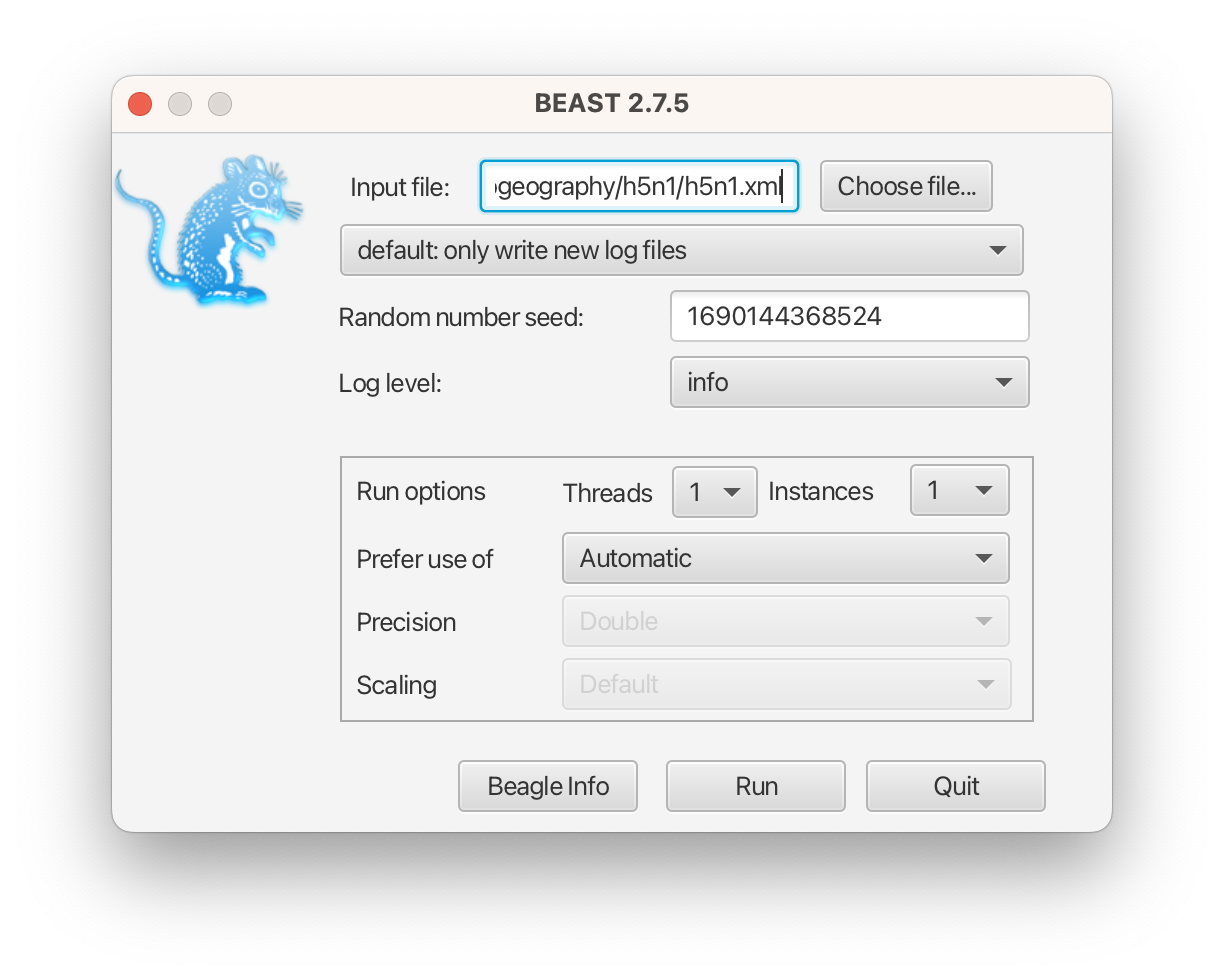 BEAST 2.7.5
Input file: ogeography/h5n1/h5n1.xml Choose file...
default: only write new log files
Random number seed: 1690144368524
Log level: info
Run options Threads 1 Instances 1
Prefer use of Automatic
Precision Double
Scaling Default
Beagle Info Run Quit